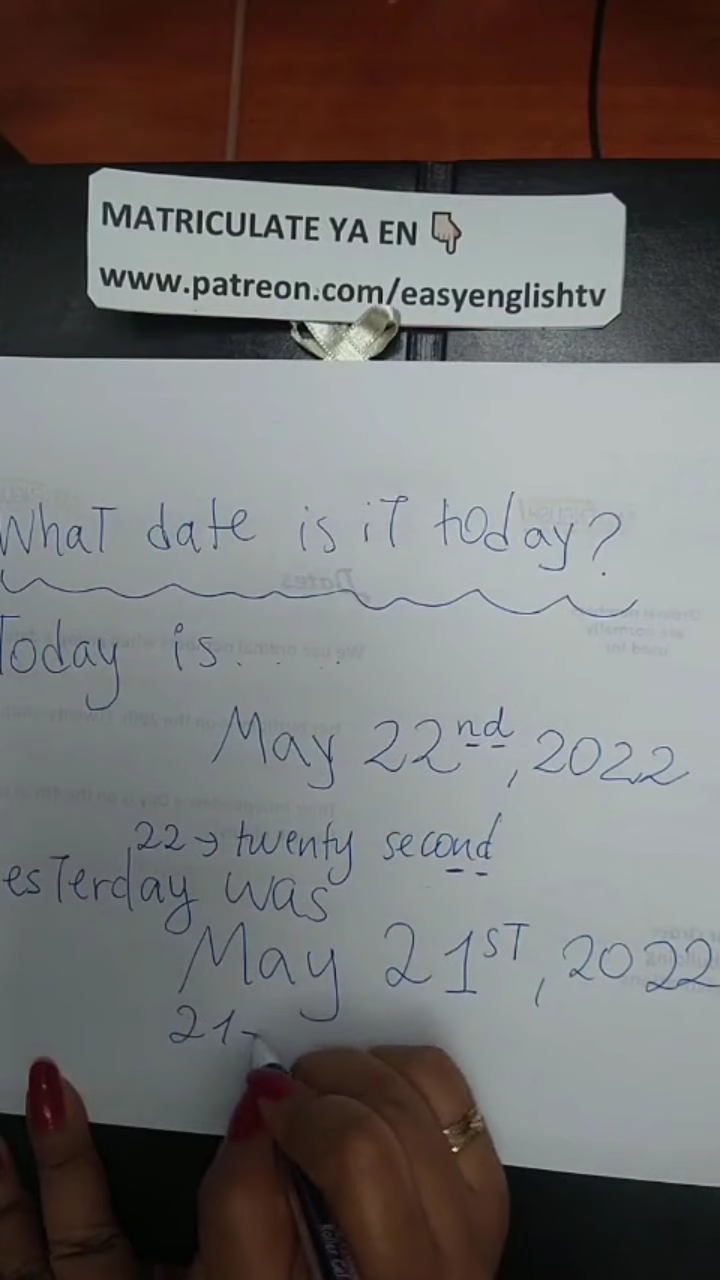 MATRICULATE YA EN 👇
www.patreon.com/easyenglishtv
What date is it today?
Today is.....
May 22nd, 2022
22 → twenty second
esterday was
May 21ST, 2022
21-
Dates